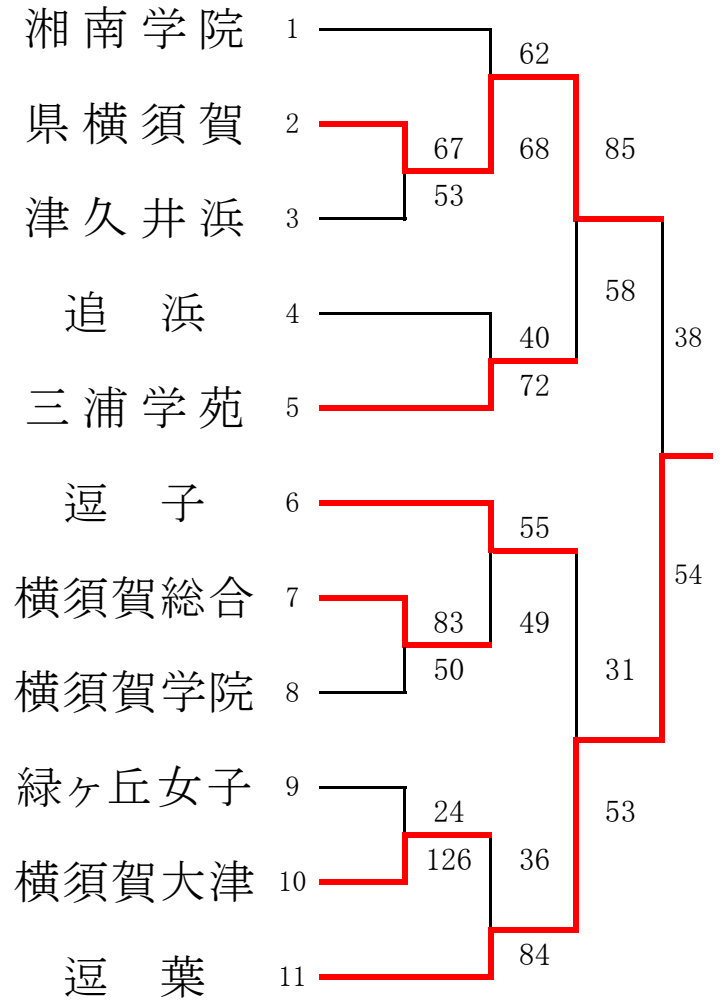 湘南学院 1
62
県横須賀 2
67 68 85
53
津久井浜 3
58
追浜 4
40 38
72
三浦学苑 5
逗子 6
55
54
横須賀総合 7
83 49
50 31
横須賀学院 8
緑ヶ丘女子 9
24 53
126 36
横須賀大津 10
84
逗葉 11